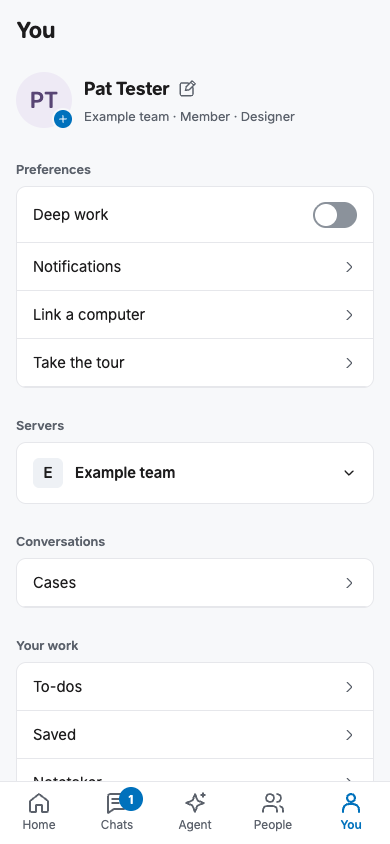 You
PT
Pat Tester
Example team · Member · Designer
Preferences
Deep work
Notifications
Link a computer
Take the tour
Servers
E Example team
Conversations
Cases
Your work
To-dos
Saved
1
Home Chats Agent People You